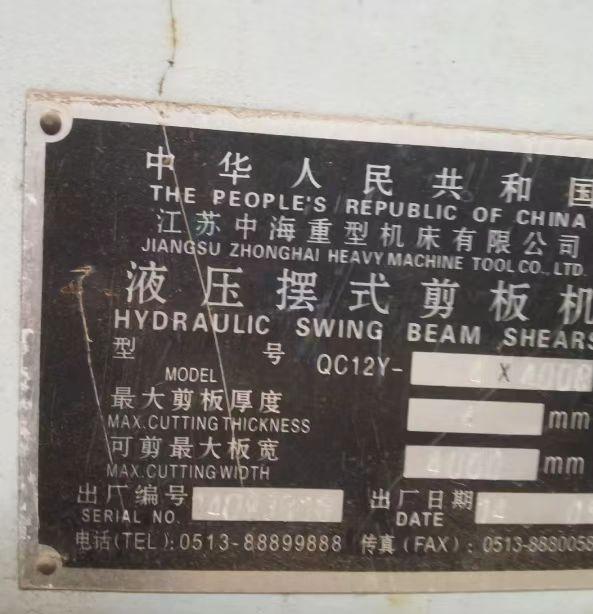 中华人民共和国
THE PEOPLE'S REPUBLIC OF CHINA
江苏中海重型机床有限公司
JIANGSU ZHONGHAI HEAVY MACHINE TOOL CO., LTD.
液压摆式剪板机
HYDRAULIC SWING BEAM SHEARS
型号 QC12Y- 4 X
MODEL
最大剪板厚度 4 mm
MAX.CUTTING THICKNESS
可剪最大板宽 mm
MAX.CUTTING WIDTH
出厂编号 出厂日期
SERIAL NO. DATE
电话(TEL):0513-88899888 传真(FAX): 0513-8880058